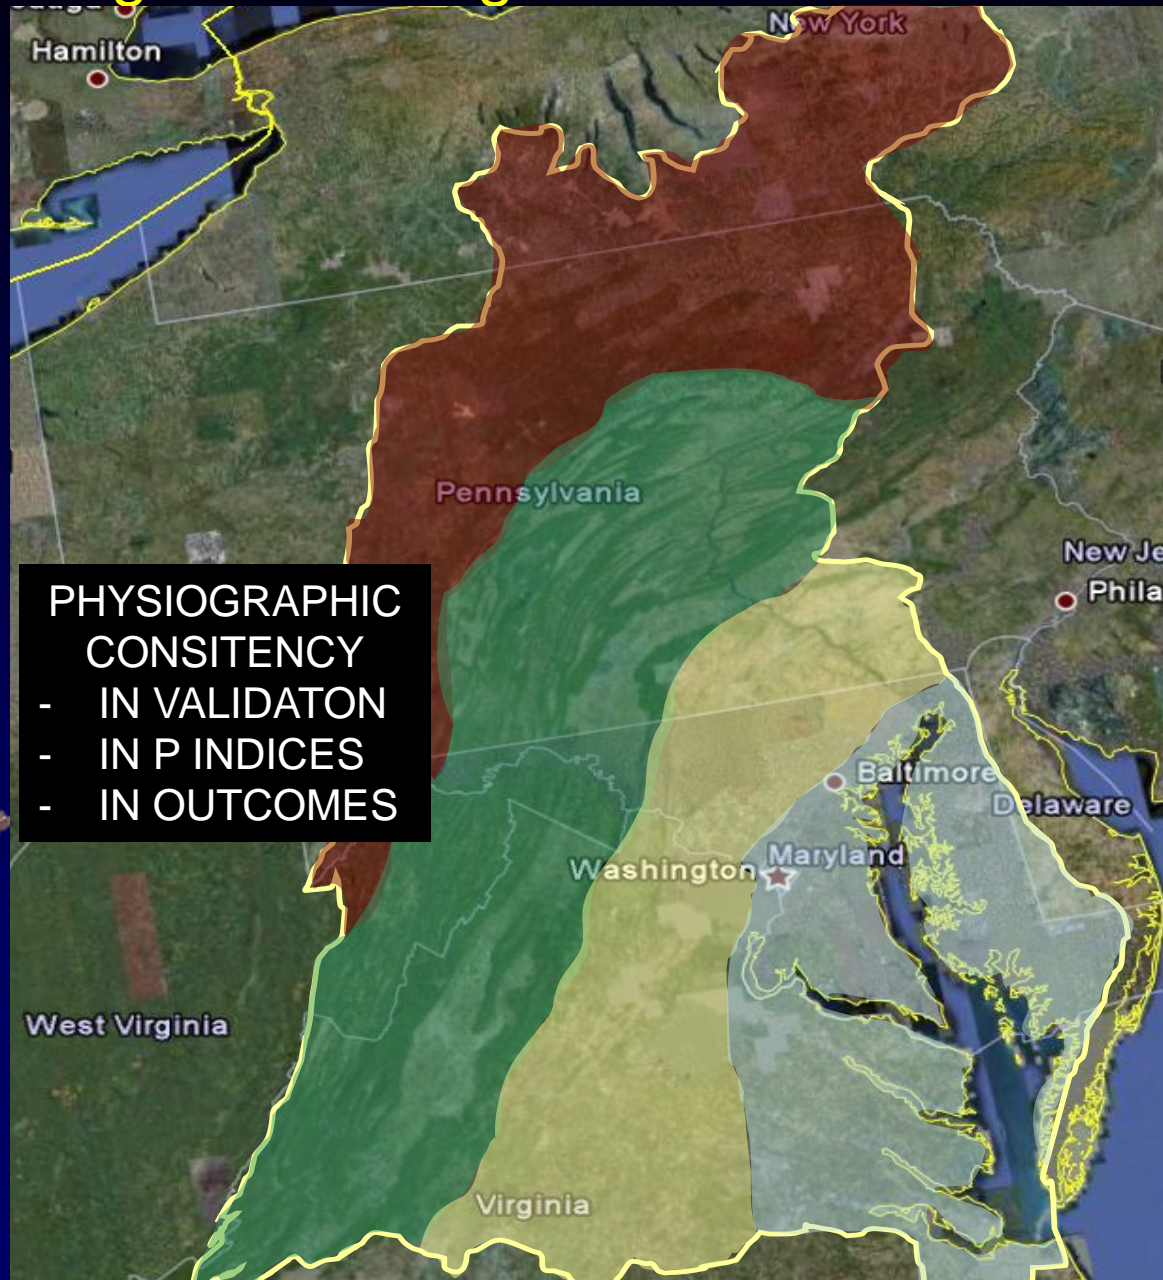 Hamilton
New York
Pennsylvania
New Je
Phila
PHYSIOGRAPHIC
CONSITENCY
- IN VALIDATON
- IN P INDICES
- IN OUTCOMES
Baltimore
Delaware
Maryland
Washington
West Virginia
Virginia